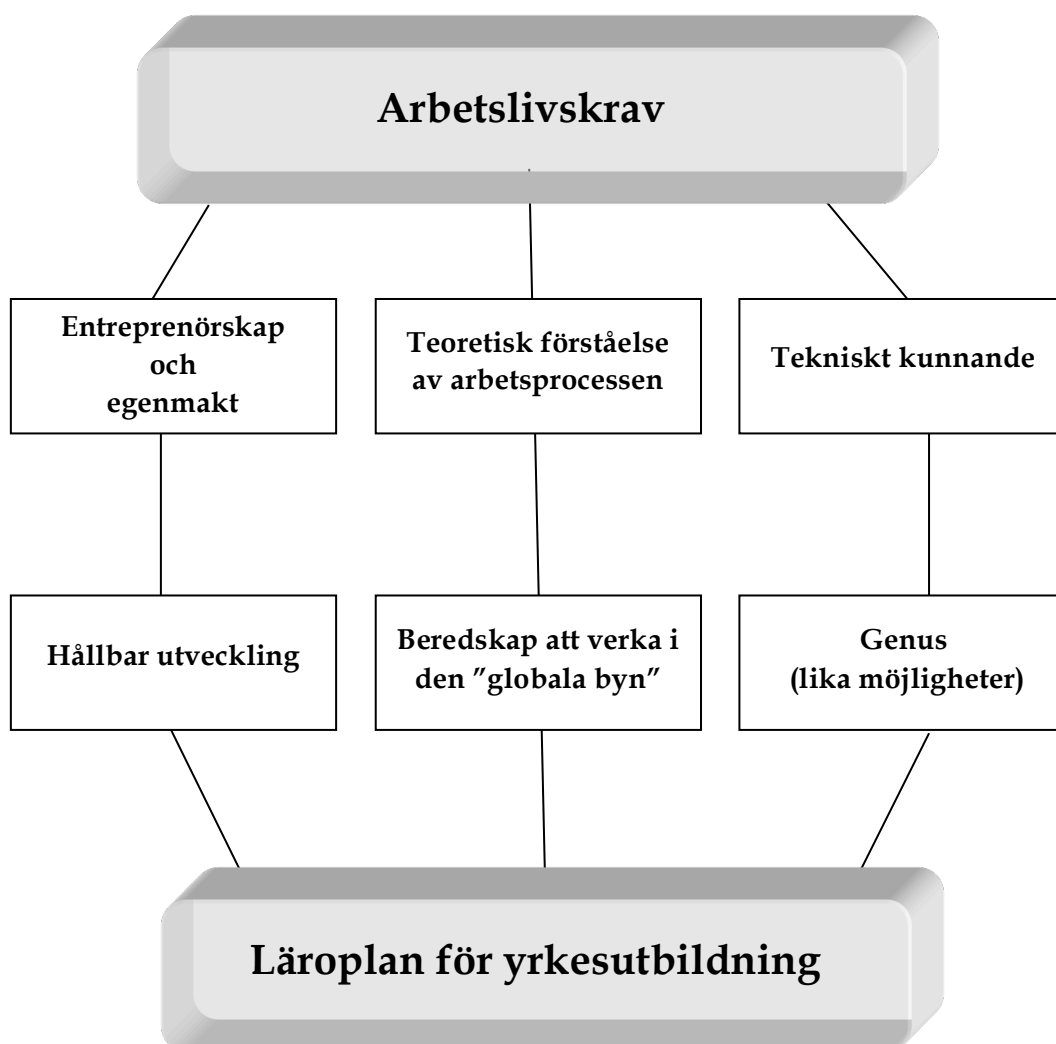 Arbetslivskrav
Entreprenörskap
och
egenmakt
Teoretisk förståelse
av arbetsprocessen
Tekniskt kunnande
Hållbar utveckling
Beredskap att verka i
den ”globala byn”
Genus
(lika möjligheter)
Läroplan för yrkesutbildning